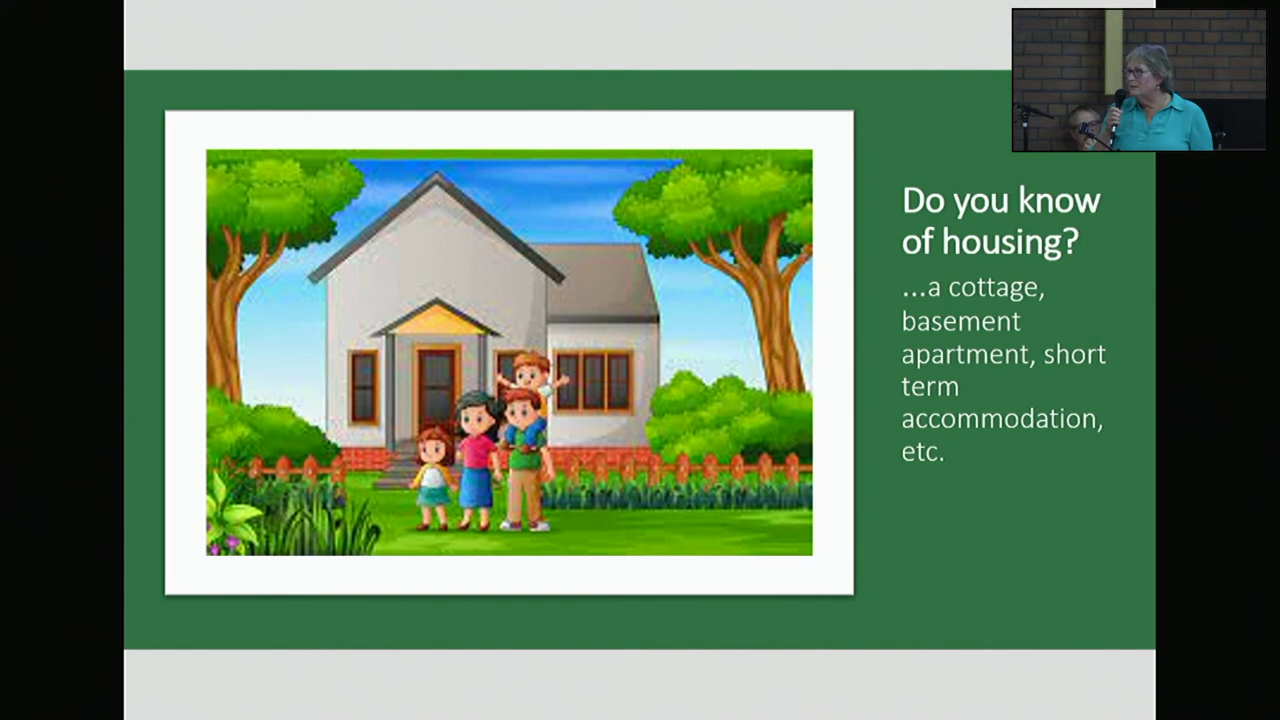 Do you know
of housing?
...a cottage,
basement
apartment, short
term
accommodation,
etc.